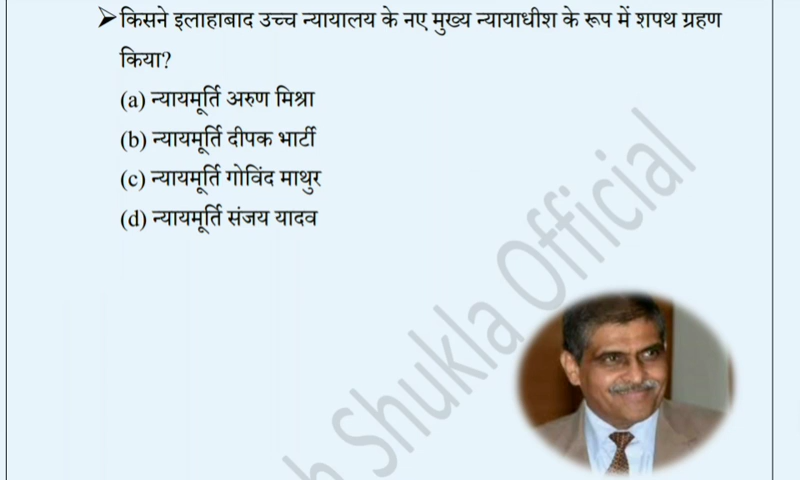 ➤किसने इलाहाबाद उच्च न्यायालय के नए मुख्य न्यायाधीश के रूप में शपथ ग्रहण
किया?
(a) न्यायमूर्ति अरुण मिश्रा
(b) न्यायमूर्ति दीपक भार्टी
(c) न्यायमूर्ति गोविंद माथुर
(d) न्यायमूर्ति संजय यादव
Shukla Official